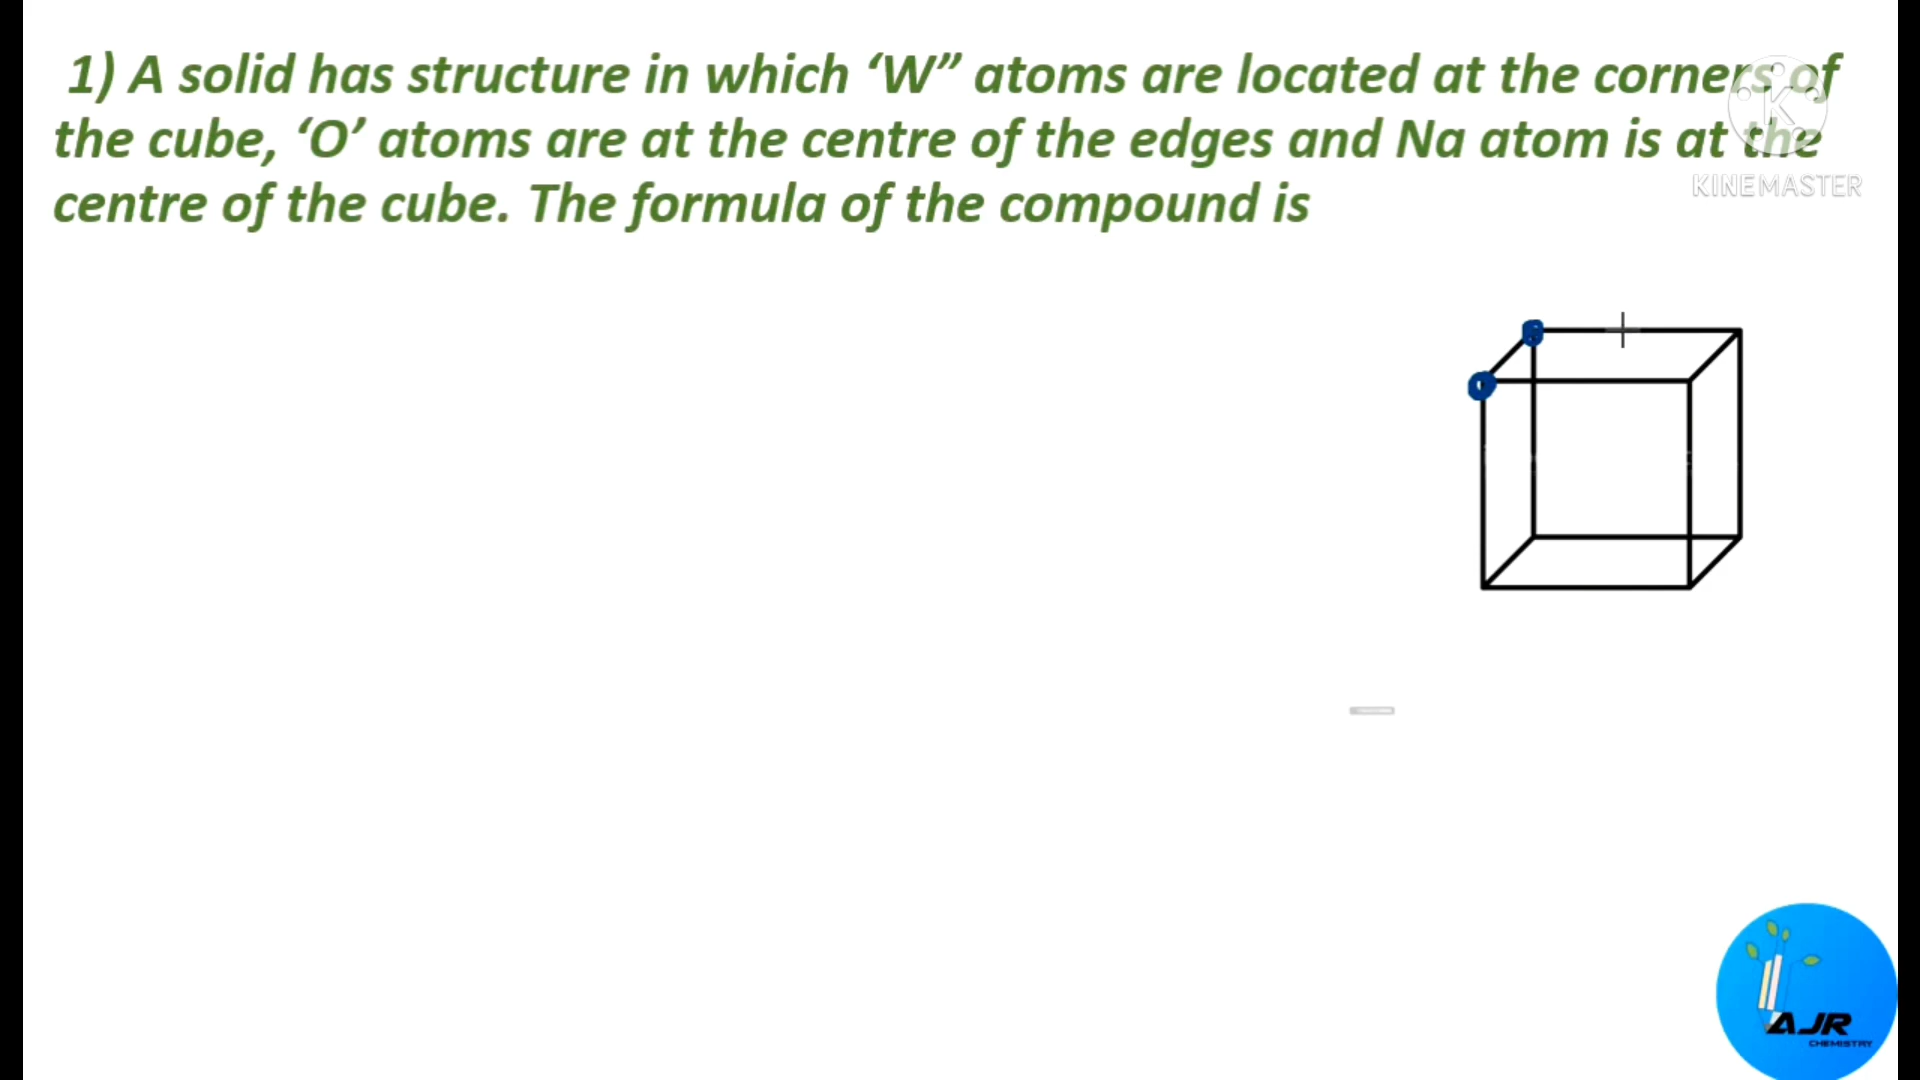 1) A solid has structure in which ‘W” atoms are located at the corners of
the cube, ‘O’ atoms are at the centre of the edges and Na atom is at the
centre of the cube. The formula of the compound is
K
KINEMASTER
AJR
CHEMISTRY